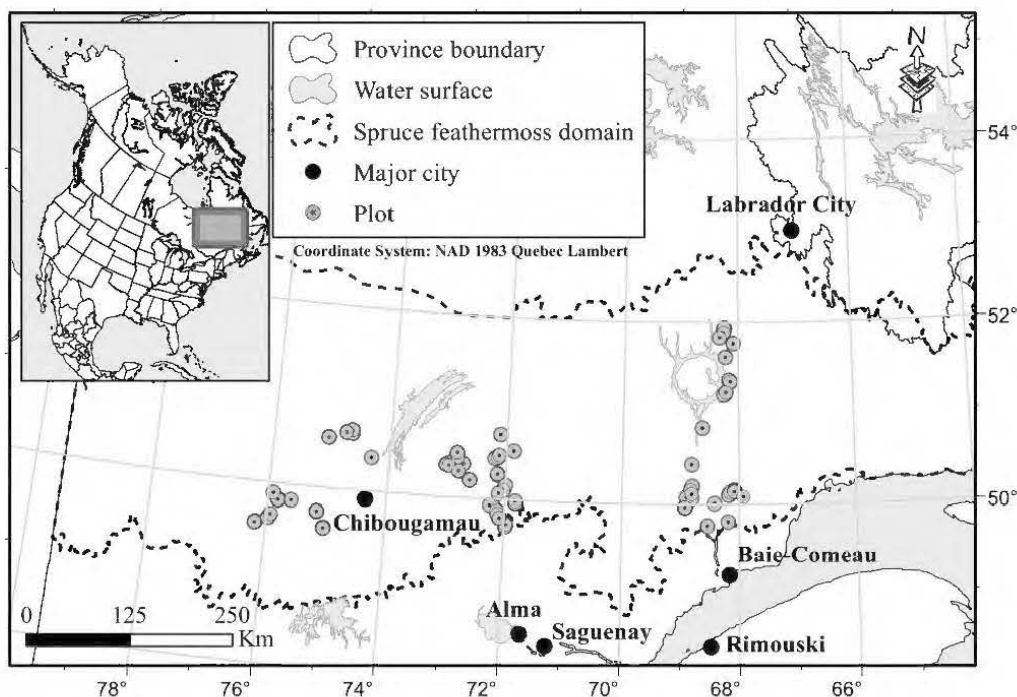 Province boundary
Water surface
Spruce feathermoss domain
Major city
Plot
Coordinate System: NAD 1983 Quebec Lambert
N
54°
Labrador City
52°
50°
Chibougamau
Baie-Comeau
0 125 250
Km
Alma
Saguenay
Rimouski
78° 76° 74° 72° 70° 68° 66°